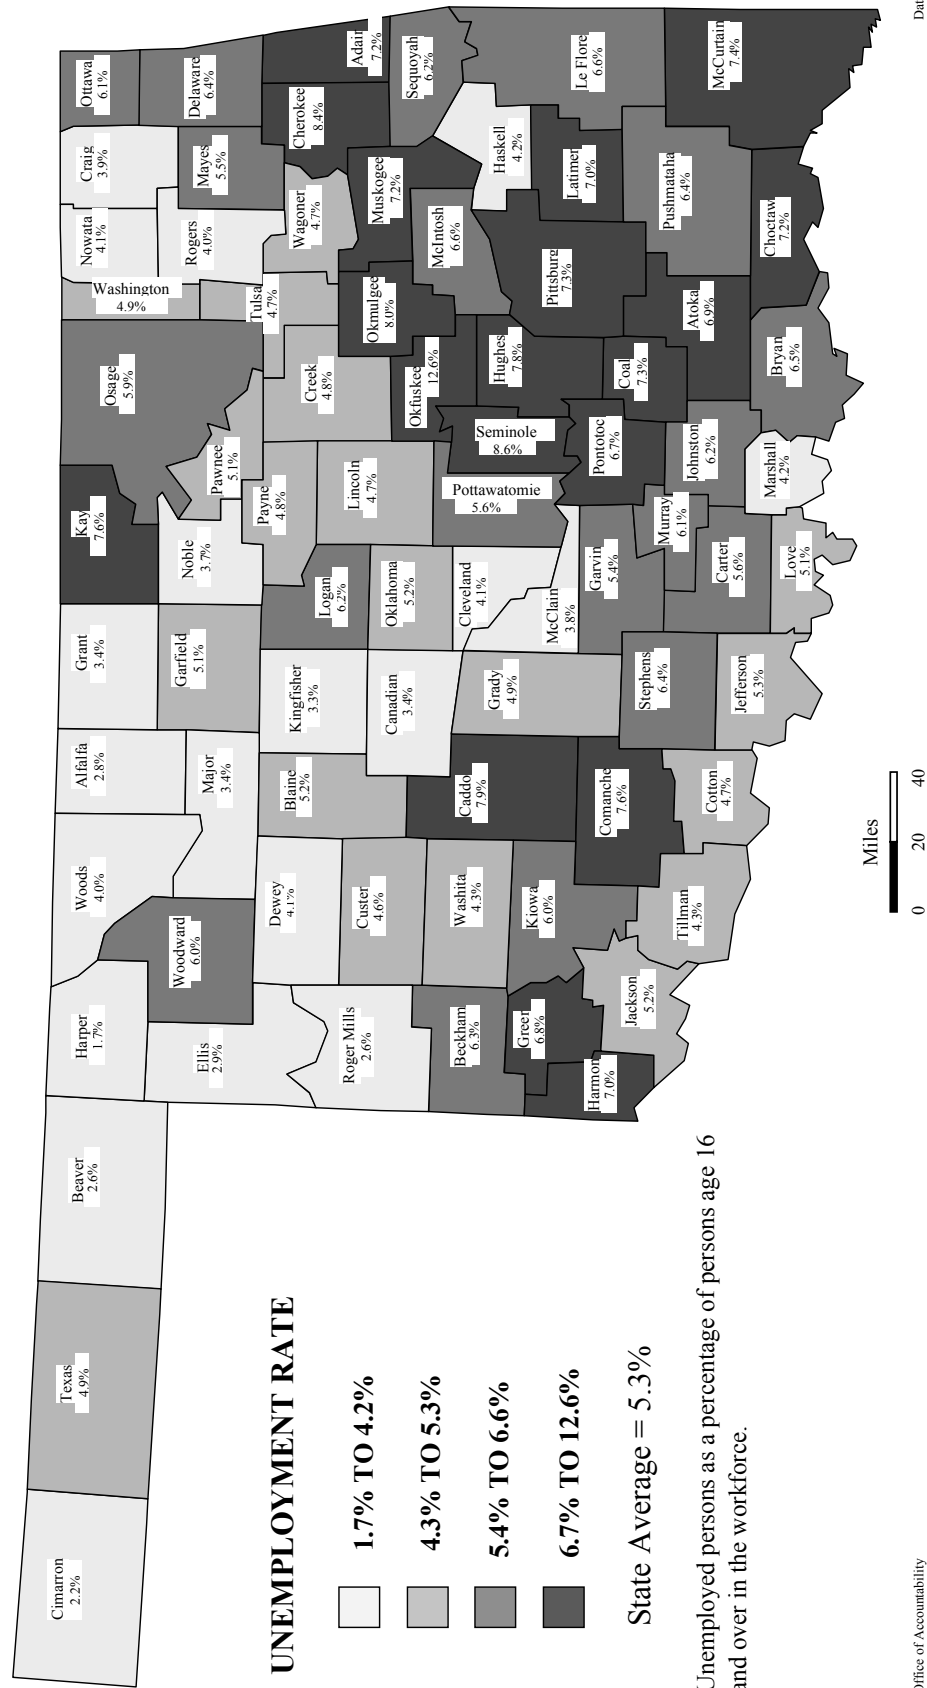 Cimarron
2.2%
Texas
4.9%
Beaver
2.6%
Harper
1.7%
Woods
4.0%
Alfalfa
2.8%
Grant
3.4%
Kay
7.6%
Osage
5.9%
Washington
4.9%
Nowata
4.1%
Craig
3.9%
Ottawa
6.1%
Ellis
2.9%
Woodward
6.0%
Major
3.4%
Garfield
5.1%
Noble
3.7%
Pawnee
5.1%
Rogers
4.0%
Mayes
5.5%
Delaware
6.4%
Roger Mills
2.6%
Dewey
4.1%
Blaine
5.2%
Kingfisher
3.3%
Logan
6.2%
Payne
4.8%
Creek
4.8%
Tulsa
4.7%
Wagoner
4.7%
Cherokee
8.4%
Adair
7.2%
Custer
4.6%
Canadian
3.4%
Oklahoma
5.2%
Lincoln
4.7%
Okfuskee
12.6%
Okmulgee
8.0%
Muskogee
7.2%
Sequoyah
6.2%
Beckham
6.3%
Washita
4.3%
Caddo
7.9%
Grady
4.9%
Cleveland
4.1%
Pottawatomie
5.6%
Seminole
8.6%
Hughes
7.8%
McIntosh
6.6%
Haskell
4.2%
Green
6.8%
Kiowa
6.0%
McClain
3.8%
Pittsburg
7.3%
Latimer
7.0%
Le Flore
6.6%
Harmon
7.0%
Jackson
5.2%
Comanche
7.6%
Stephens
6.4%
Garvin
5.4%
Murray
6.1%
Pontotoc
6.7%
Coal
7.3%
Atoka
6.9%
Pushmataha
6.4%
McCurtain
7.4%
Tillman
4.3%
Cotton
4.7%
Jefferson
5.3%
Carter
5.6%
Johnston
6.2%
Love
5.1%
Marshall
4.2%
Bryan
6.5%
Choctaw
7.2%
UNEMPLOYMENT RATE
1.7% TO 4.2%
4.3% TO 5.3%
5.4% TO 6.6%
6.7% TO 12.6%
State Average = 5.3%
Unemployed persons as a percentage of persons age 16
and over in the workforce.
Miles
0 20 40
Office of Accountability
Dat